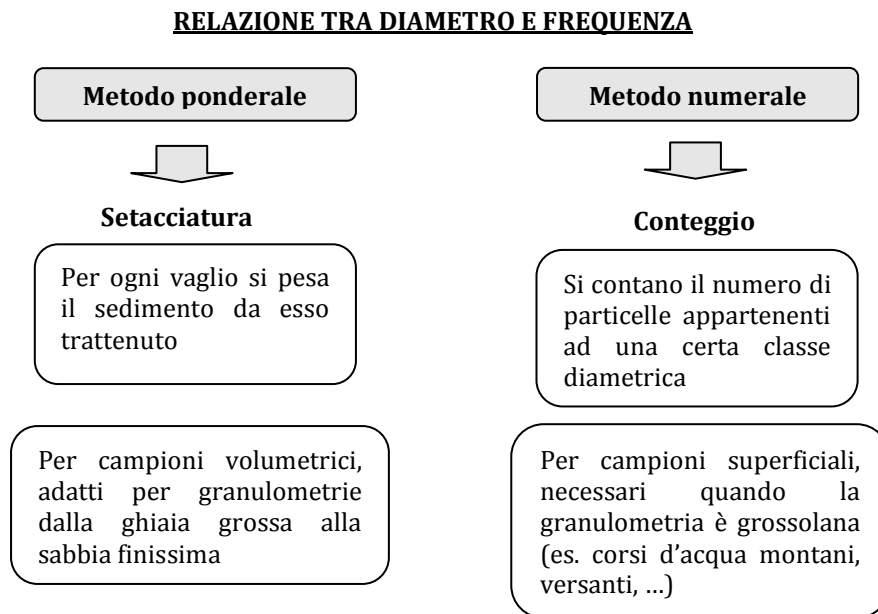 RELAZIONE TRA DIAMETRO E FREQUENZA
Metodo ponderale
Setacciatura
Per ogni vaglio si pesa
il sedimento da esso
trattenuto
Per campioni volumetrici,
adatti per granulometrie
dalla ghiaia grossa alla
sabbia finissima
Metodo numerale
Conteggio
Si contano il numero di
particelle appartenenti
ad una certa classe
diametrica
Per campioni superficiali,
necessari quando la
granulometria è grossolana
(es. corsi d’acqua montani,
versanti, …)